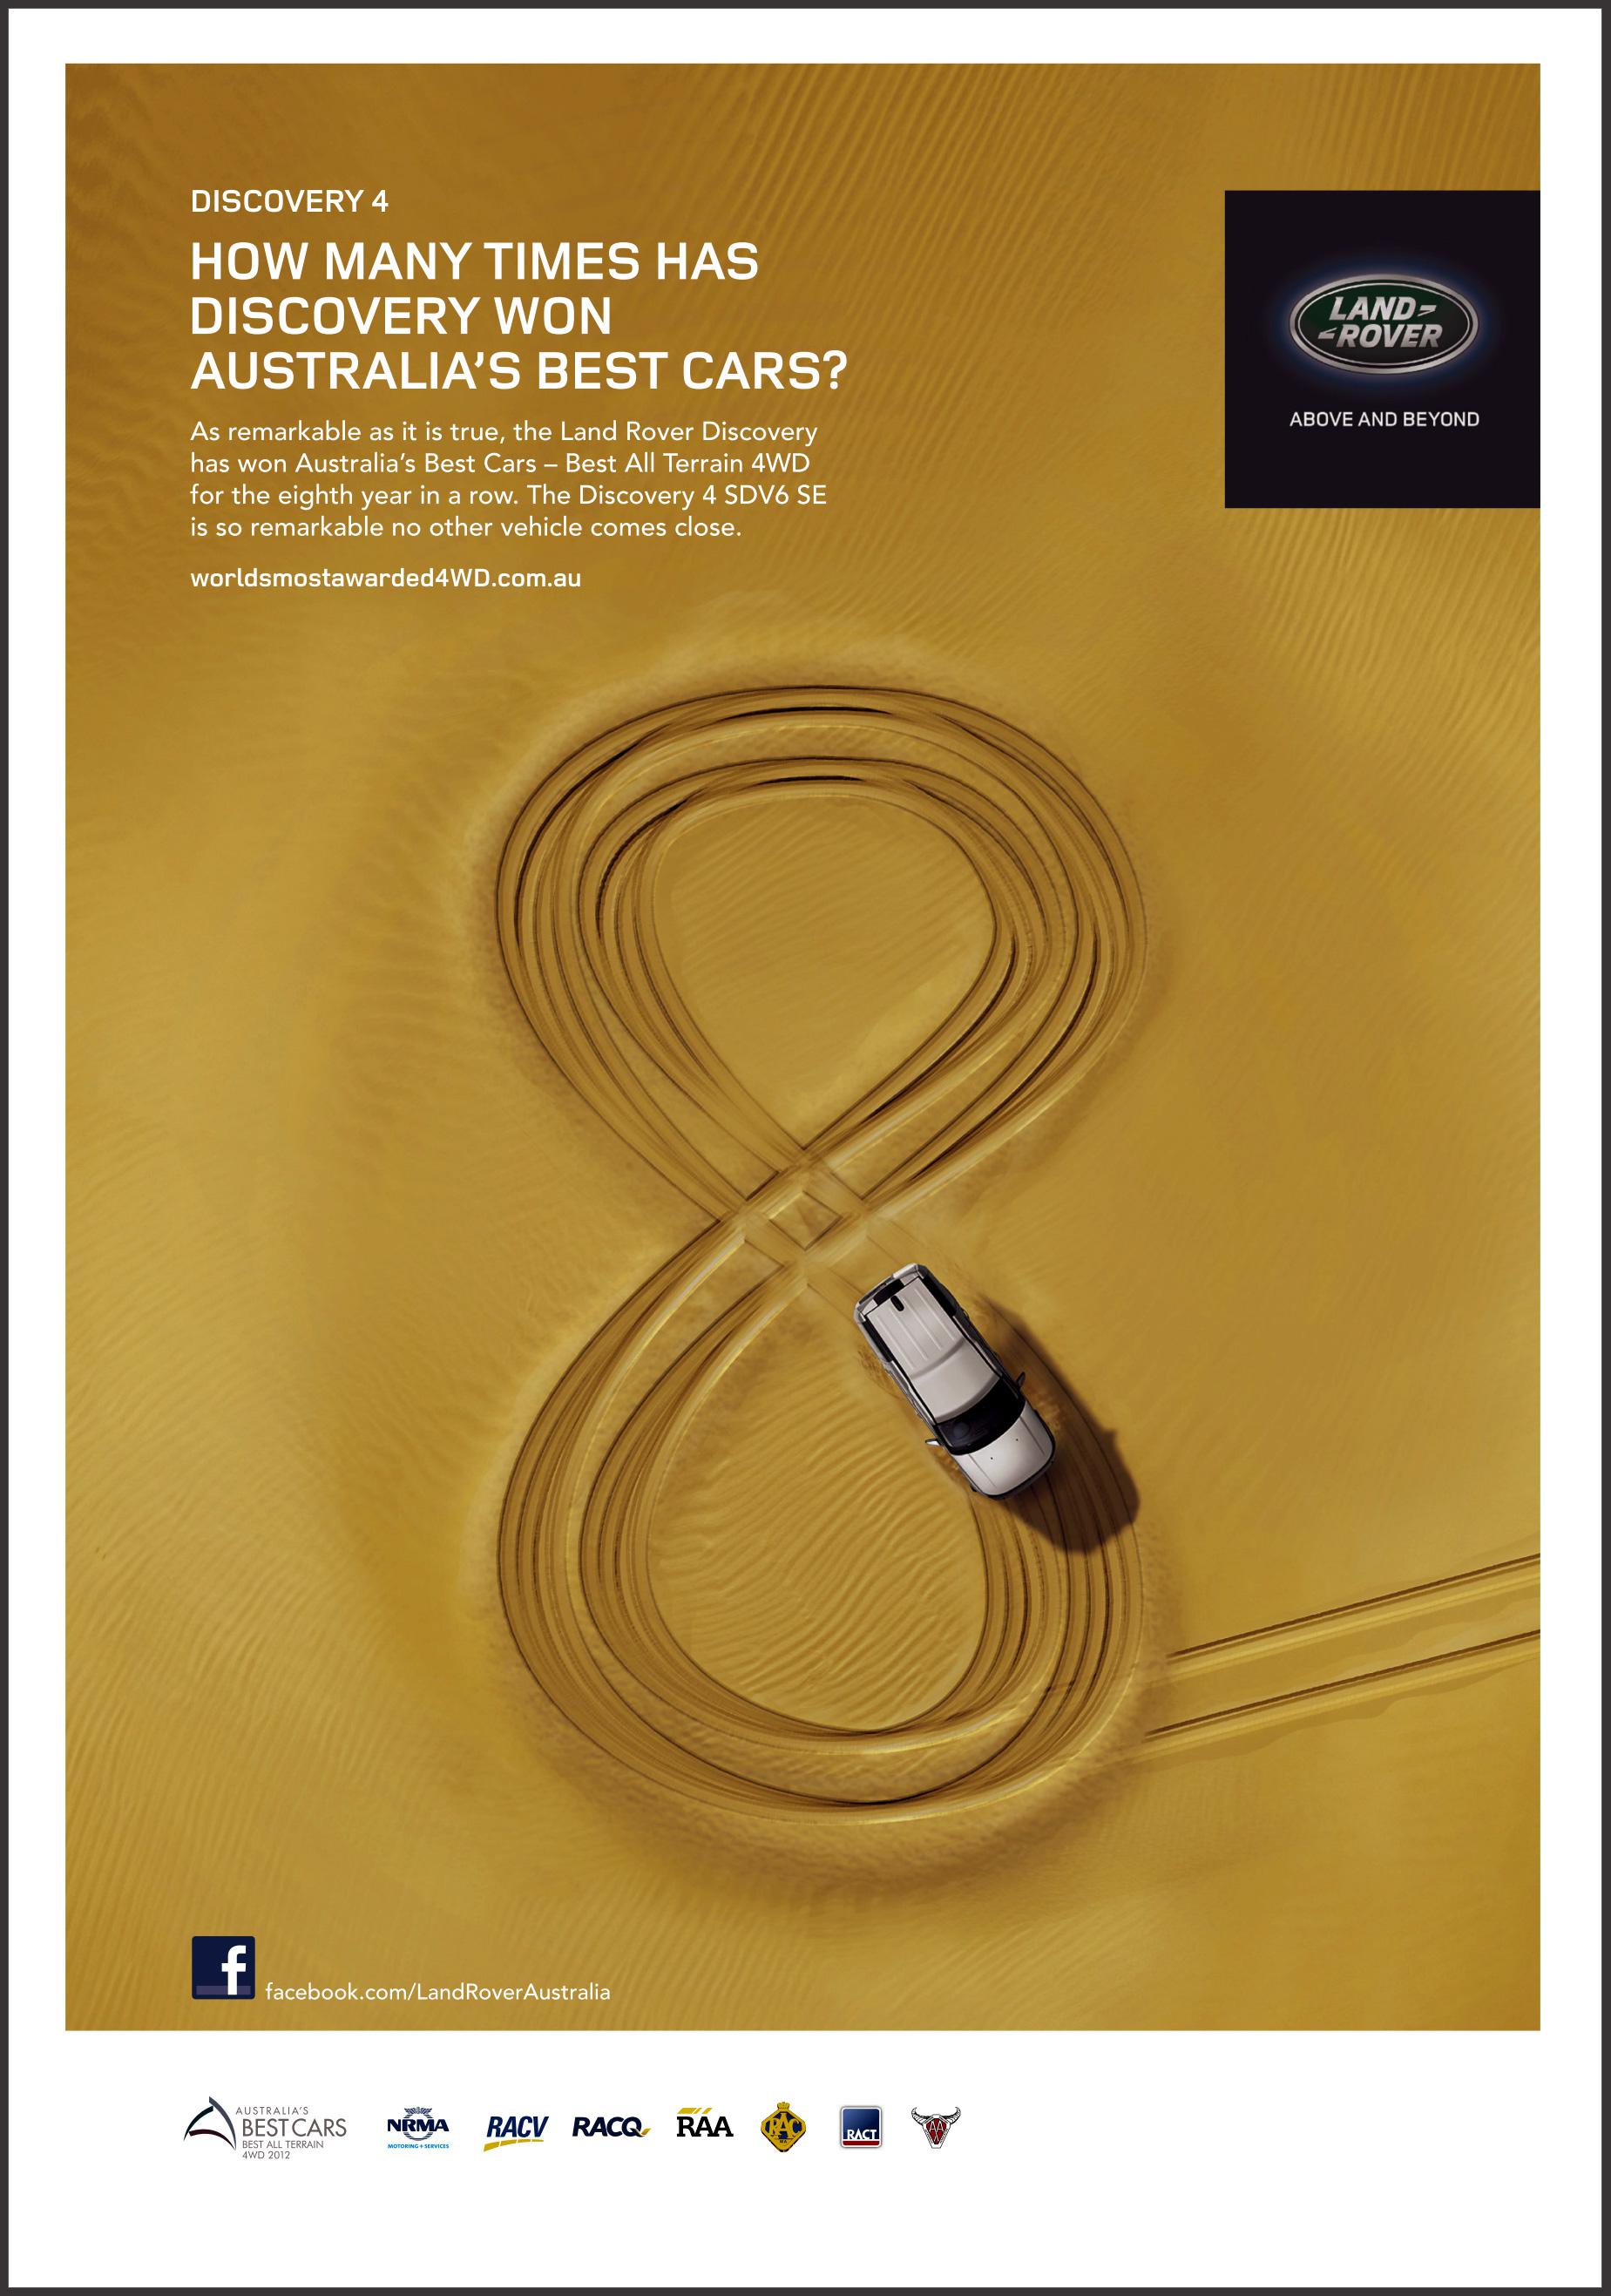 DISCOVERY 4
HOW MANY TIMES HAS
DISCOVERY WON
AUSTRALIA'S BEST CARS?
As remarkable as it is true, the Land Rover Discovery
has won Australia's Best Cars – Best All Terrain 4WD
for the eighth year in a row. The Discovery 4 SDV6 SE
is so remarkable no other vehicle comes close.
worldsmostawarded4WD.com.au
LAND
ROVER
ABOVE AND BEYOND
8
f
facebook.com/LandRoverAustralia
AUSTRALIA'S
BEST CARS
BEST ALL TERRAIN
4WD 2012
NRMA
MOTORING + SERVICES
RACV
RACQ
RAA
RAC
RACT
AA